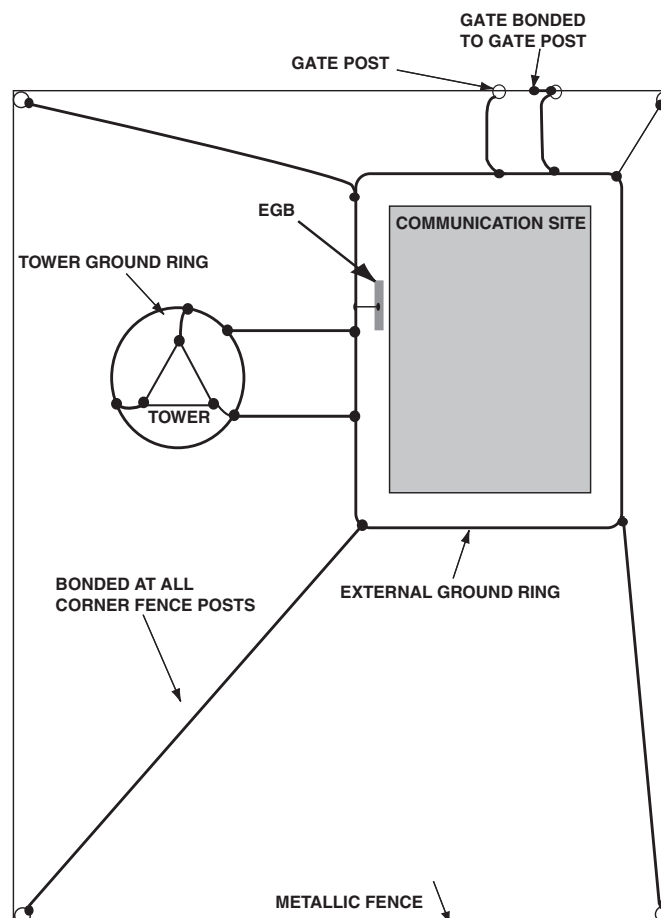 GATE BONDED
TO GATE POST
GATE POST
EGB
COMMUNICATION SITE
TOWER GROUND RING
TOWER
BONDED AT ALL
CORNER FENCE POSTS
EXTERNAL GROUND RING
METALLIC FENCE